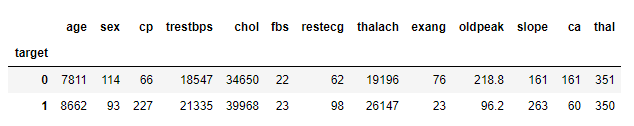 age sex cp trestbps chol fbs restecg thalach exang oldpeak slope ca thal
target
0 7811 114 66 18547 34650 22 62 19196 76 218.8 161 161 351
1 8662 93 227 21335 39968 23 98 26147 23 96.2 263 60 350